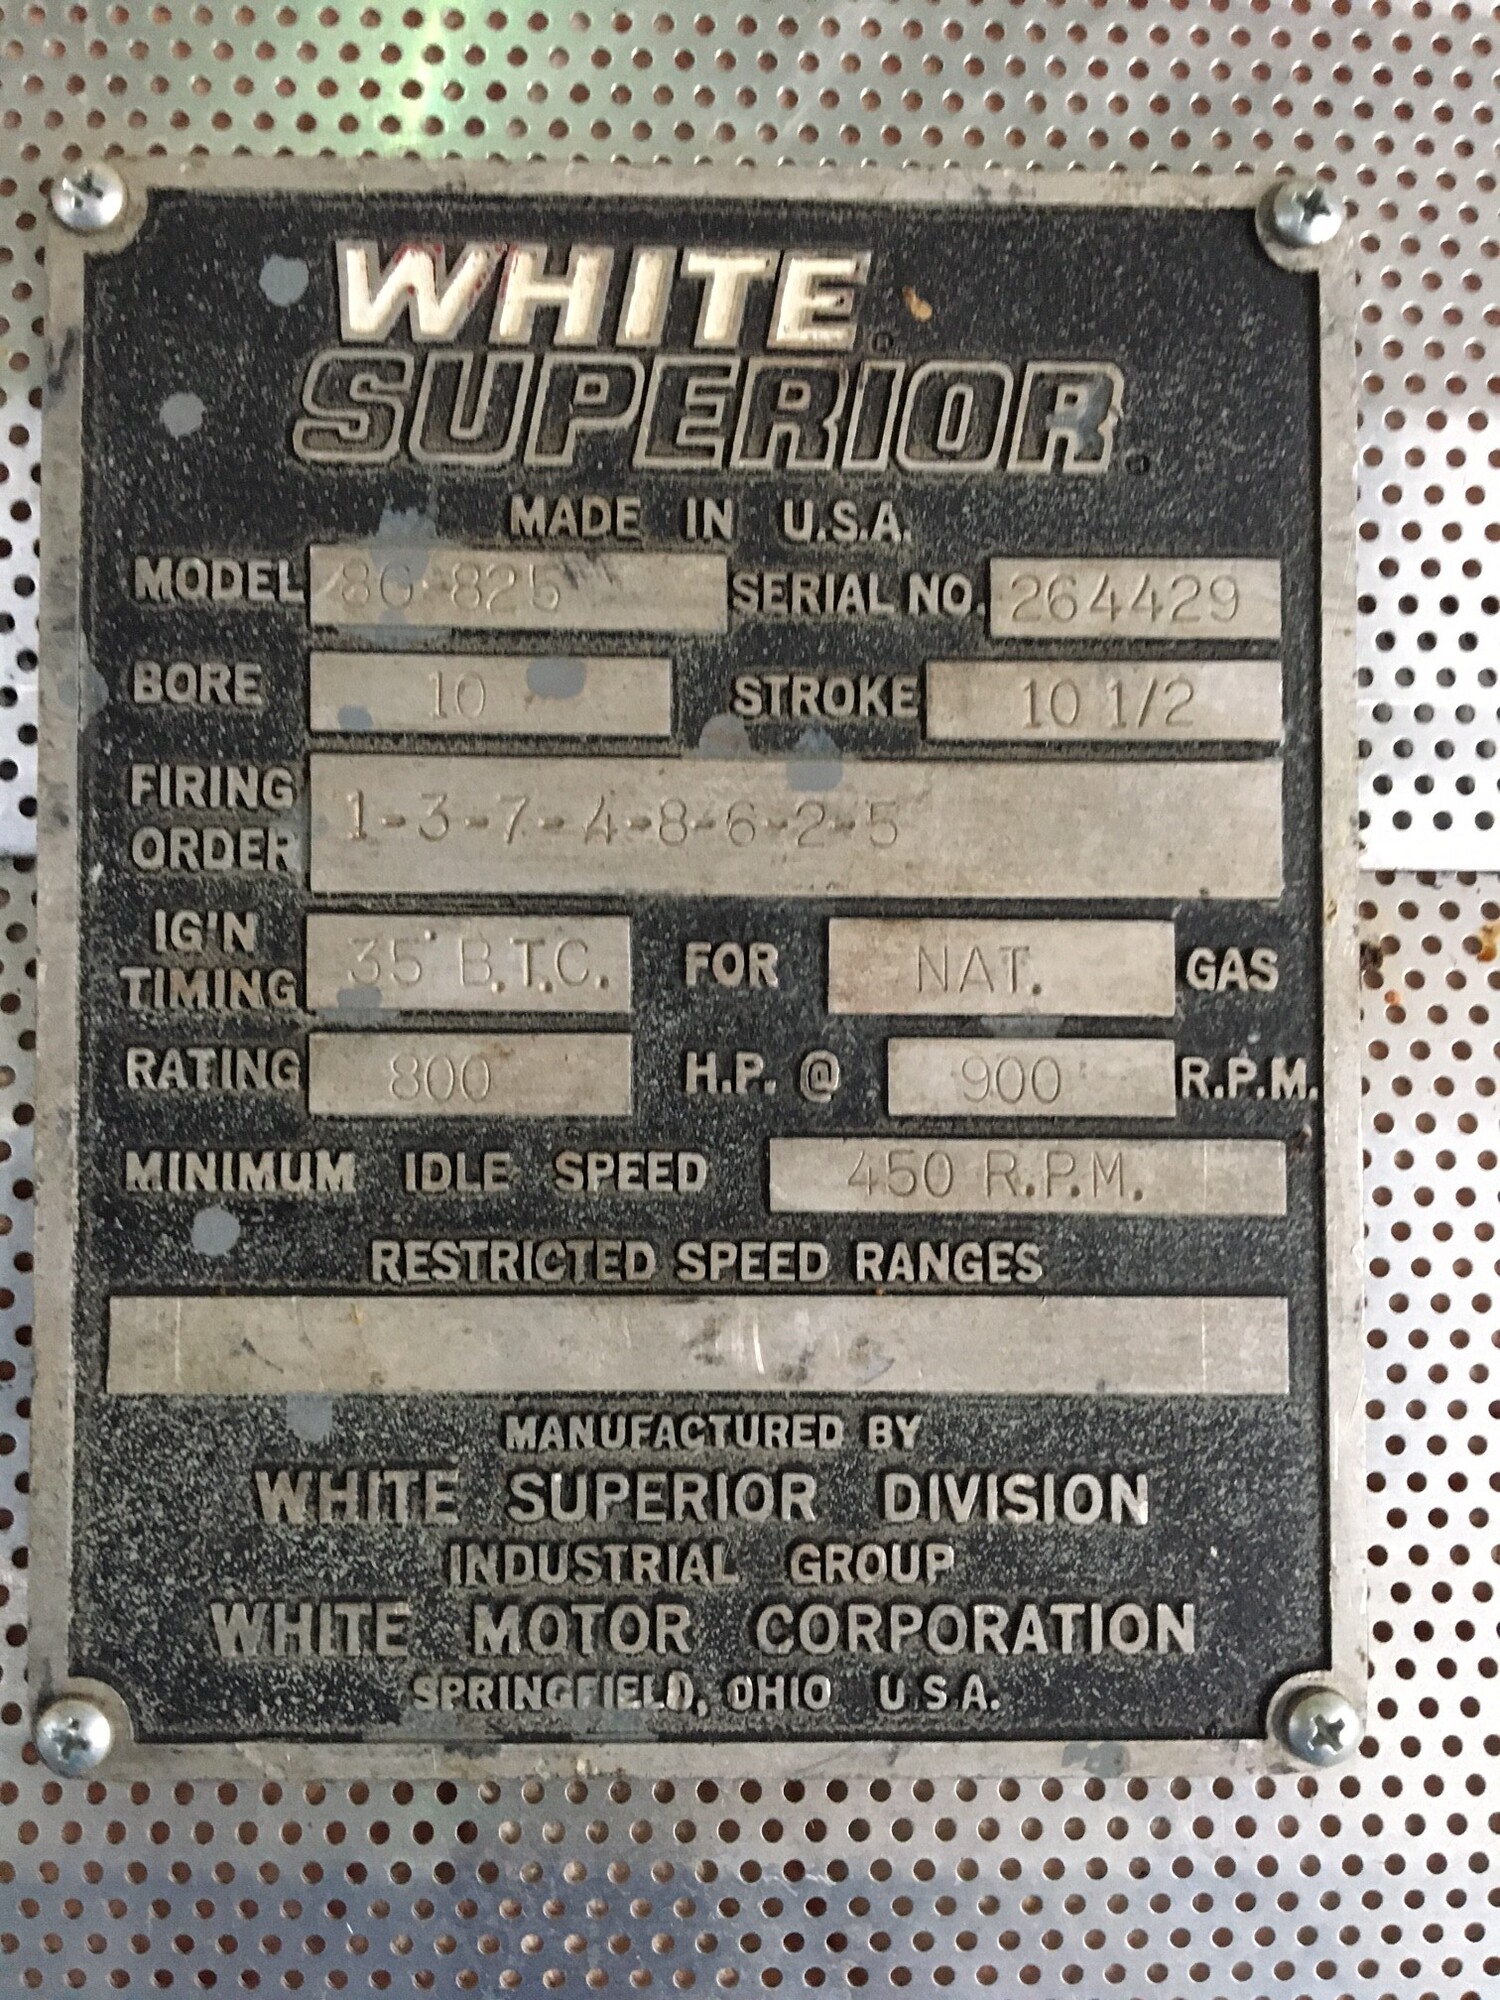 WHITE
SUPERIOR
MADE IN U.S.A.
MODEL 8G-825 SERIAL NO. 264429
BORE 10 STROKE 10 1/2
FIRING ORDER 1-3-7-4-8-6-2-5
IG'N TIMING 35° B.T.C. FOR NAT. GAS
RATING 800 H.P. @ 900 R.P.M.
MINIMUM IDLE SPEED 450 R.P.M.
RESTRICTED SPEED RANGES
MANUFACTURED BY
WHITE SUPERIOR DIVISION
INDUSTRIAL GROUP
WHITE MOTOR CORPORATION
SPRINGFIELD, OHIO U.S.A.